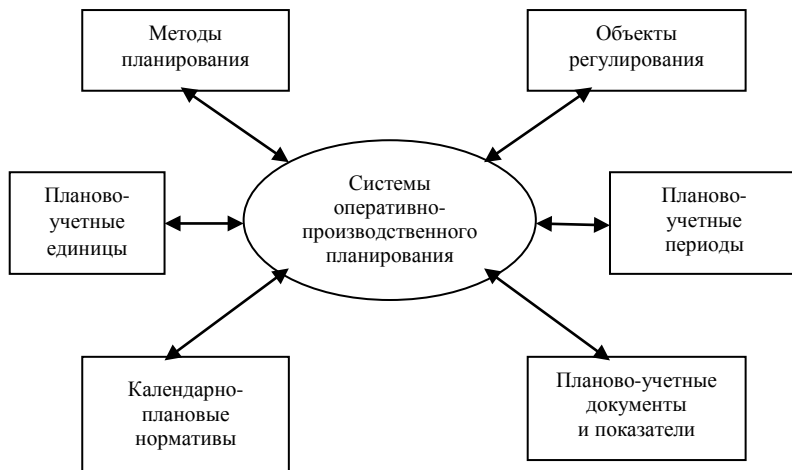 Методы
планирования
Объекты
регулирования
Планово-
учетные
единицы
Системы
оперативно-
производственного
планирования
Планово-
учетные
периоды
Календарно-
плановые
нормативы
Планово-учетные
документы
и показатели